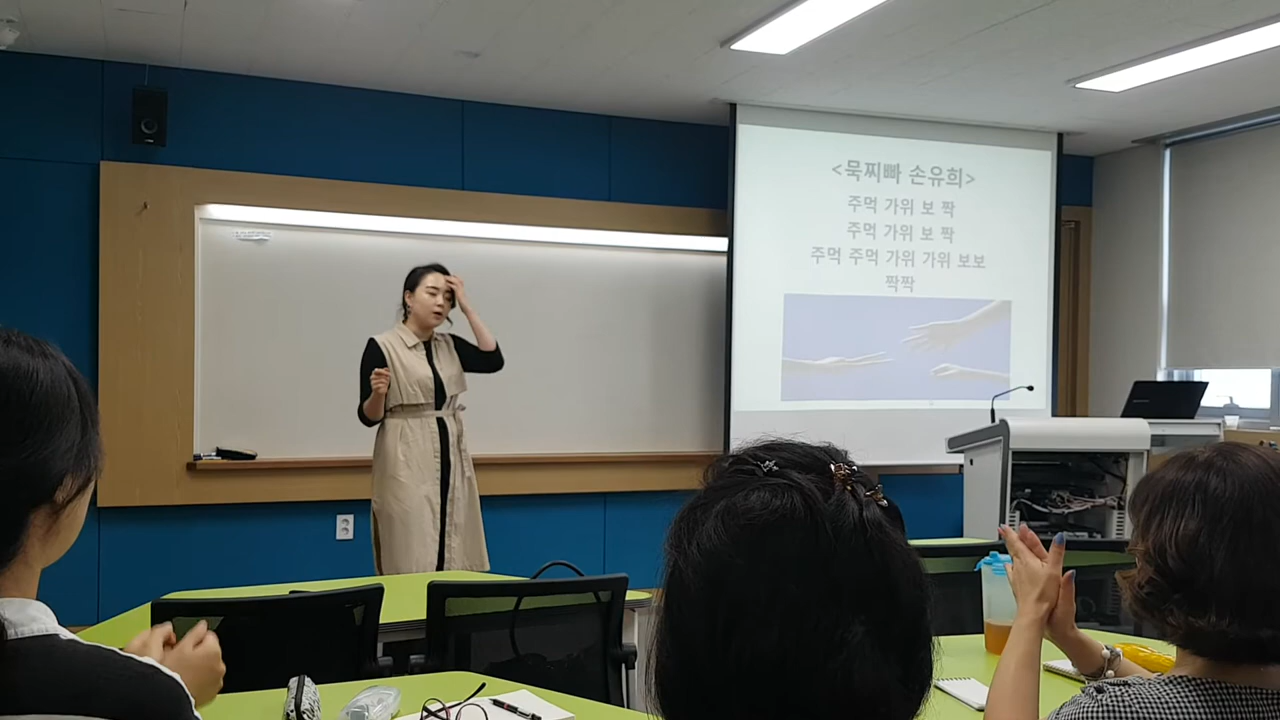 <묵찌빠 손유희>
주먹 가위 보 짝
주먹 가위 보 짝
주먹 주먹 가위 가위 보보
짝짝